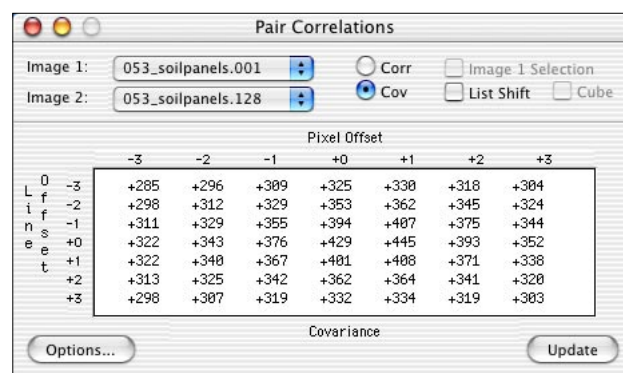 Pair Correlations
Image 1: 053_soilpanels.001 Corr Image 1 Selection
Image 2: 053_soilpanels.128 Cov List Shift Cube
Pixel Offset
-3 -2 -1 +0 +1 +2 +3
Line Offset
-3 +285 +296 +309 +325 +330 +318 +304
-2 +298 +312 +329 +353 +362 +345 +324
-1 +311 +329 +355 +394 +407 +375 +344
+0 +322 +343 +376 +429 +445 +393 +352
+1 +322 +340 +367 +401 +408 +371 +338
+2 +313 +325 +342 +362 +364 +341 +320
+3 +298 +307 +319 +332 +334 +319 +303
Covariance
Options... Update